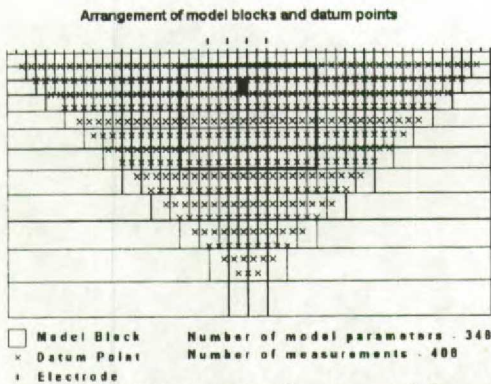 Arrangement of model blocks and datum points
Model Block Number of model parameters - 348
× Datum Point Number of measurements - 408
Electrode